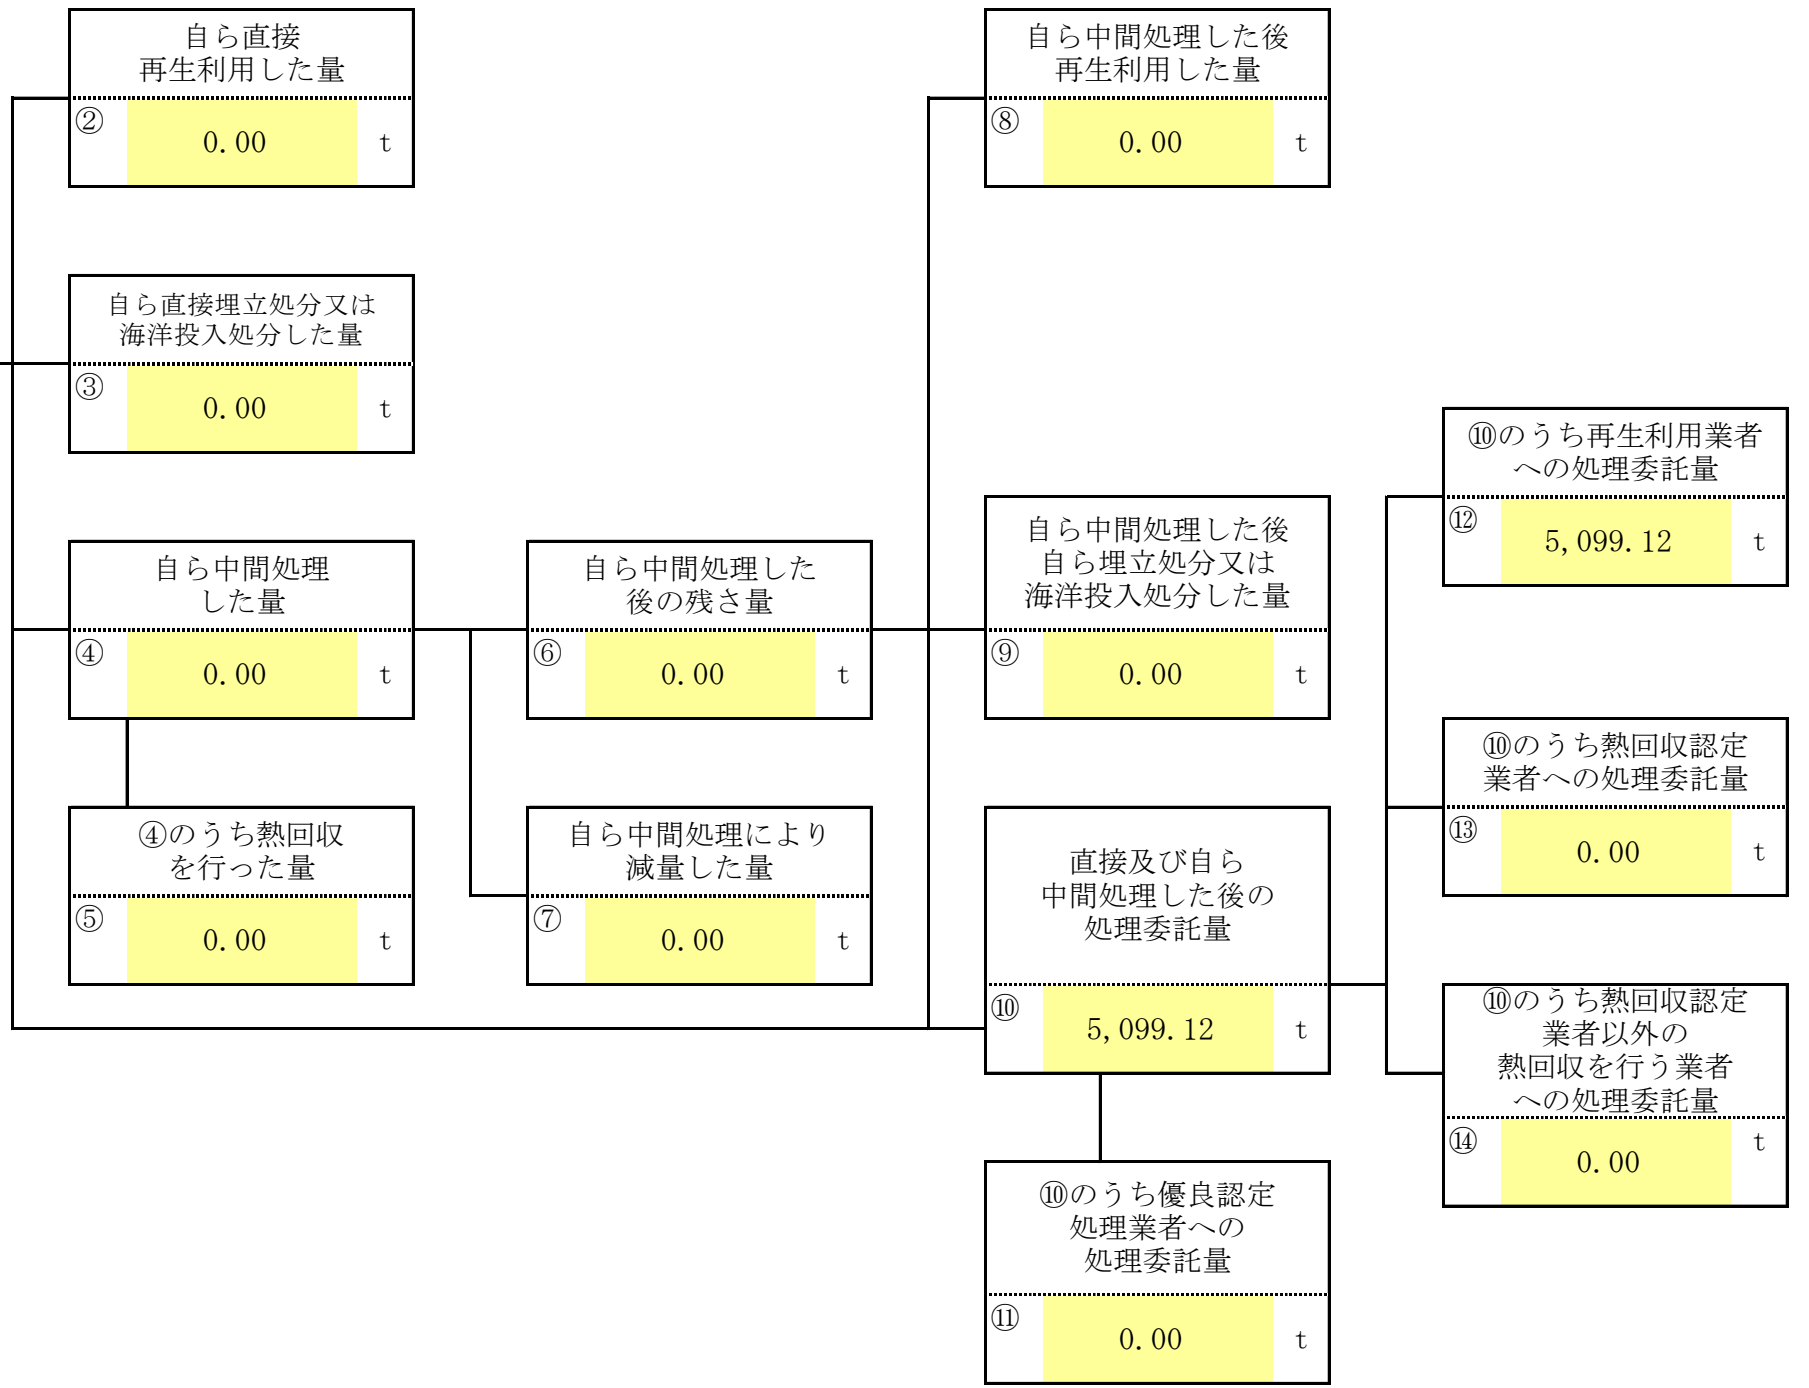 自ら直接
再生利用した量
②
0.00
t
自ら中間処理した後
再生利用した量
⑧
0.00
t
自ら直接埋立処分又は
海洋投入処分した量
③
0.00
t
⑩のうち再生利用業者
への処理委託量
⑫
5,099.12
t
自ら中間処理
した量
④
0.00
t
自ら中間処理した
後の残さ量
⑥
0.00
t
自ら中間処理した後
自ら埋立処分又は
海洋投入処分した量
⑨
0.00
t
⑩のうち熱回収認定
業者への処理委託量
⑬
0.00
t
④のうち熱回収
を行った量
⑤
0.00
t
自ら中間処理により
減量した量
⑦
0.00
t
直接及び自ら
中間処理した後の
処理委託量
⑩
5,099.12
t
⑩のうち熱回収認定
業者以外の
熱回収を行う業者
への処理委託量
⑭
0.00
t
⑩のうち優良認定
処理業者への
処理委託量
⑪
0.00
t